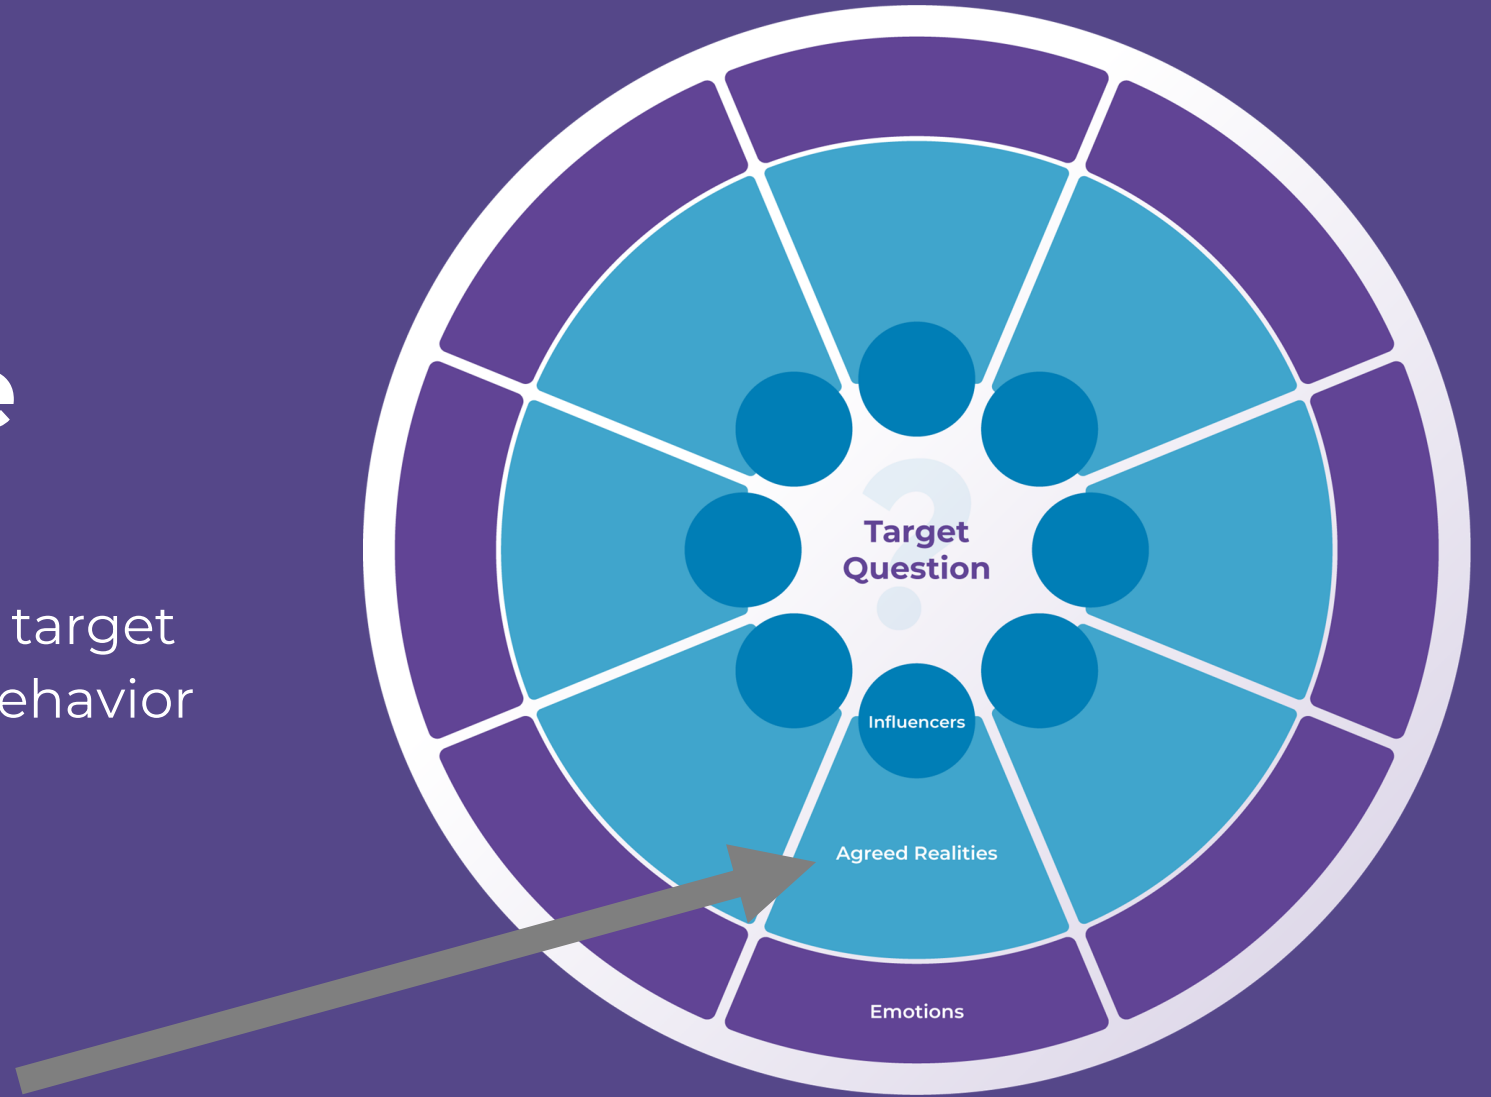 e
target
ehavior
?
Target
Question
Influencers
Agreed Realities
Emotions